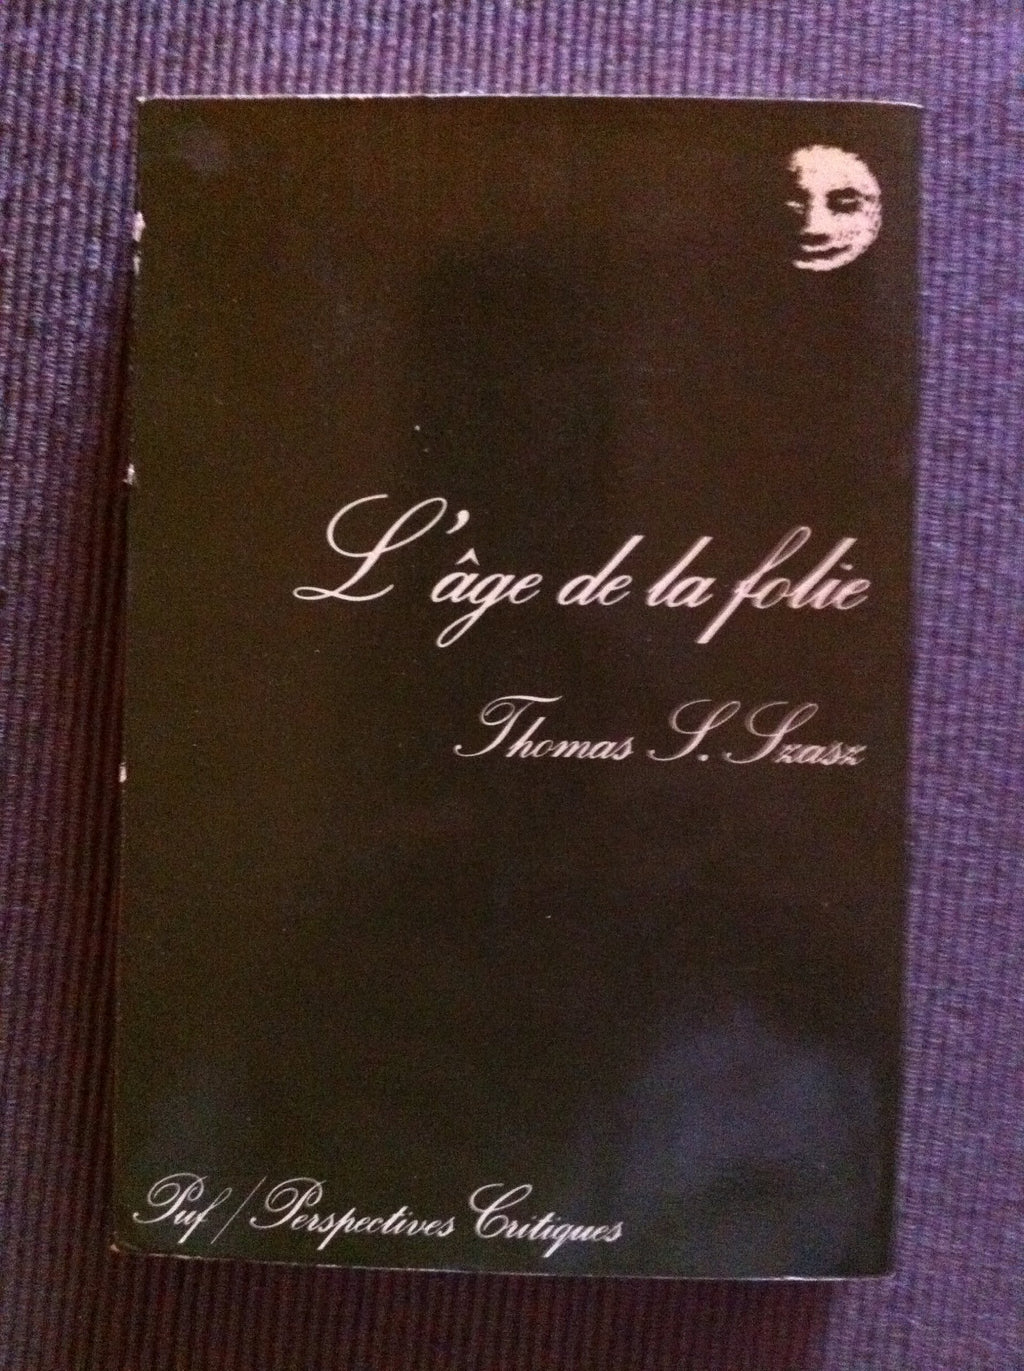 L'âge de la folie
Thomas S. Szasz
Puf / Perspectives Critiques